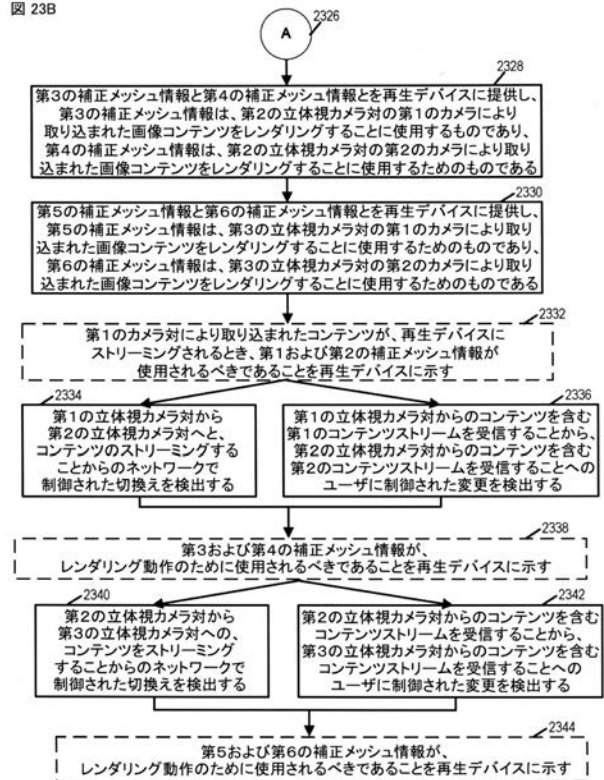 図 23B
A
2326
2328
第3の補正メッシュ情報と第4の補正メッシュ情報とを再生デバイスに提供し、
第3の補正メッシュ情報は、第2の立体視カメラ対の第1のカメラにより
取り込まれた画像コンテンツをレンダリングすることに使用するものであり、
第4の補正メッシュ情報は、第2の立体視カメラ対の第2のカメラにより取り
込まれた画像コンテンツをレンダリングすることに使用するためのものである
2330
第5の補正メッシュ情報と第6の補正メッシュ情報とを再生デバイスに提供し、
第5の補正メッシュ情報は、第3の立体視カメラ対の第1のカメラにより取り
込まれた画像コンテンツをレンダリングすることに使用するためのものであり、
第6の補正メッシュ情報は、第3の立体視カメラ対の第2のカメラにより取り
込まれた画像コンテンツをレンダリングすることに使用するためのものである
2332
第1のカメラ対により取り込まれたコンテンツが、再生デバイスに
ストリーミングされるとき、第1および第2の補正メッシュ情報が
使用されるべきであることを再生デバイスに示す
2334
第1の立体視カメラ対から
第2の立体視カメラ対へと、
コンテンツのストリーミングする
ことからのネットワークで
制御された切換えを検出する
2336
第1の立体視カメラ対からのコンテンツを含む
第1のコンテンツストリームを受信することから、
第2の立体視カメラ対からのコンテンツを含む
第2のコンテンツストリームを受信することへの
ユーザに制御された変更を検出する
2338
第3および第4の補正メッシュ情報が、
レンダリング動作のために使用されるべきであることを再生デバイスに示す
2340
第2の立体視カメラ対から
第3の立体視カメラ対への、
コンテンツをストリーミング
することからのネットワークで
制御された切換えを検出する
2342
第2の立体視カメラ対からのコンテンツを含む
コンテンツストリームを受信することから、
第3の立体視カメラ対からのコンテンツを含む
コンテンツストリームを受信することへの
ユーザに制御された変更を検出する
2344
第5および第6の補正メッシュ情報が、
レンダリング動作のために使用されるべきであることを再生デバイスに示す